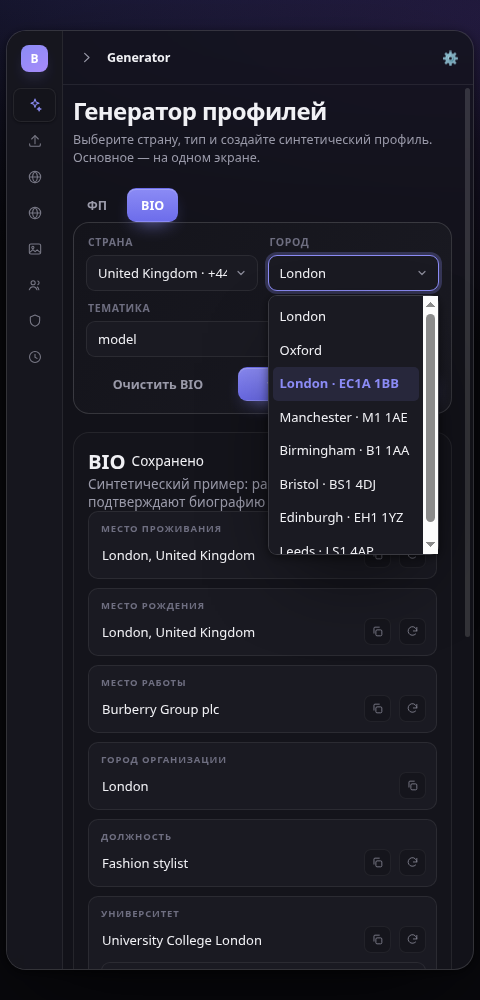 B
Generator
Генератор профилей
Выберите страну, тип и создайте синтетический профиль.
Основное — на одном экране.
ФП
BIO
СТРАНА
ГОРОД
United Kingdom · +44
London
ТЕМАТИКА
model
Очистить BIO
London
Oxford
London · EC1A 1BB
Manchester · M1 1AE
Birmingham · B1 1AA
Bristol · BS1 4DJ
Edinburgh · EH1 1YZ
Leeds · LS1 4AP
BIO Сохранено
Синтетический пример: ра
подтверждают биографию
МЕСТО ПРОЖИВАНИЯ
London, United Kingdom
МЕСТО РОЖДЕНИЯ
London, United Kingdom
МЕСТО РАБОТЫ
Burberry Group plc
ГОРОД ОРГАНИЗАЦИИ
London
ДОЛЖНОСТЬ
Fashion stylist
УНИВЕРСИТЕТ
University College London